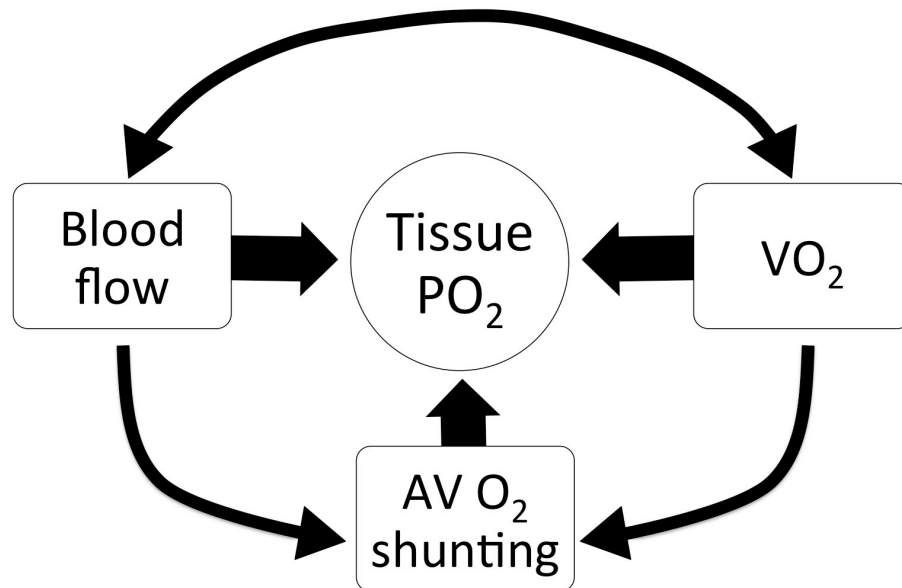 Blood
flow
Tissue
PO₂
VO₂
AV O₂
shunting